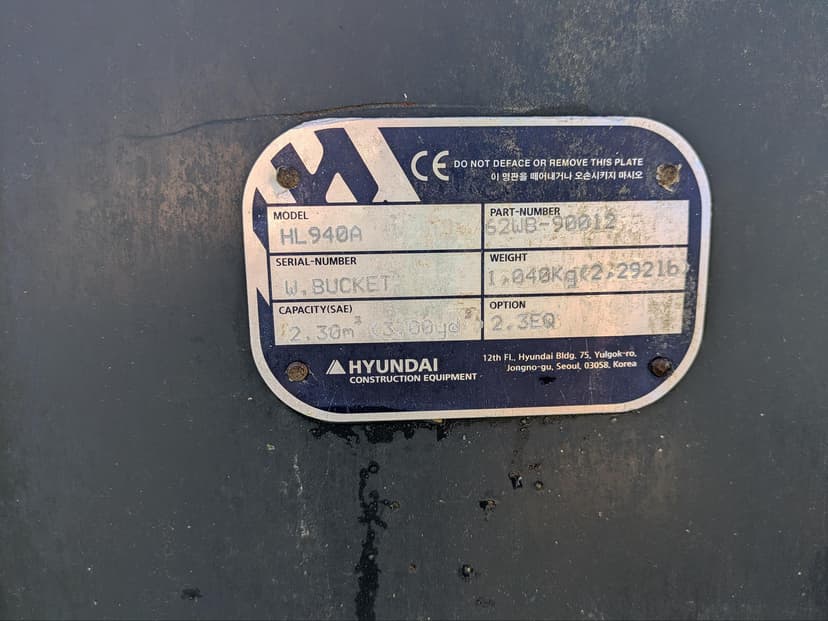 CE DO NOT DEFACE OR REMOVE THIS PLATE
이 명판을 떼어내거나 오손시키지 마시오
MODEL
HL940A
PART-NUMBER
62WB-90012
SERIAL-NUMBER
W.BUCKET
WEIGHT
1,040Kg(2,292lb)
CAPACITY(SAE)
2.30m³(3.00yd³)
OPTION
2.3EQ
HYUNDAI
CONSTRUCTION EQUIPMENT
12th Fl., Hyundai Bldg. 75, Yulgok-ro,
Jongno-gu, Seoul, 03058, Korea